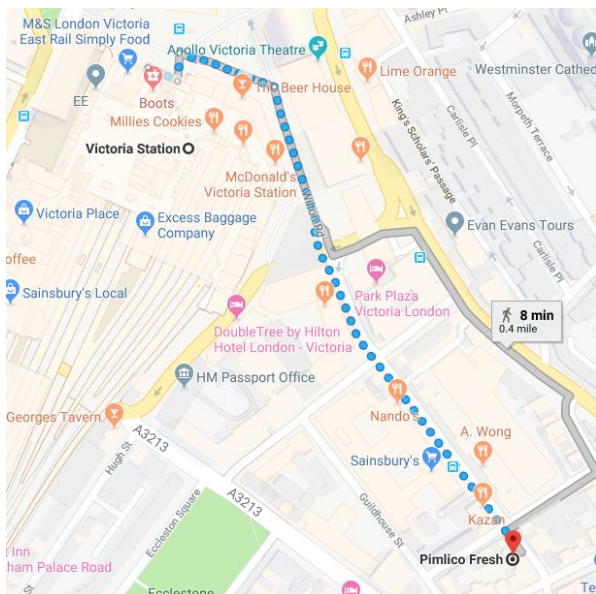 M&S London Victoria
East Rail Simply Food
Apollo Victoria Theatre
Ashley Pl
Lime Orange
Westminster Cathed
EE
Boots
The Beer House
Millies Cookies
King's Scholars' Passage
Carlisle Pl
Morpeth Terrace
Victoria Station
McDonald's
Victoria Station
Wilton Rd
Victoria Place
Excess Baggage
Company
Evan Evans Tours
Carlisle Pl
offee
Sainsbury's Local
Park Plaza
Victoria London
8 min
0.4 mile
DoubleTree by Hilton
Hotel London - Victoria
HM Passport Office
Georges Tavern
Nando's
A. Wong
A3213
Hugh St
Sainsbury's
A3213
Eccleston Square
Guildhouse St
Kazan
Inn
ham Palace Road
Pimlico Fresh
Ecclestone
Te